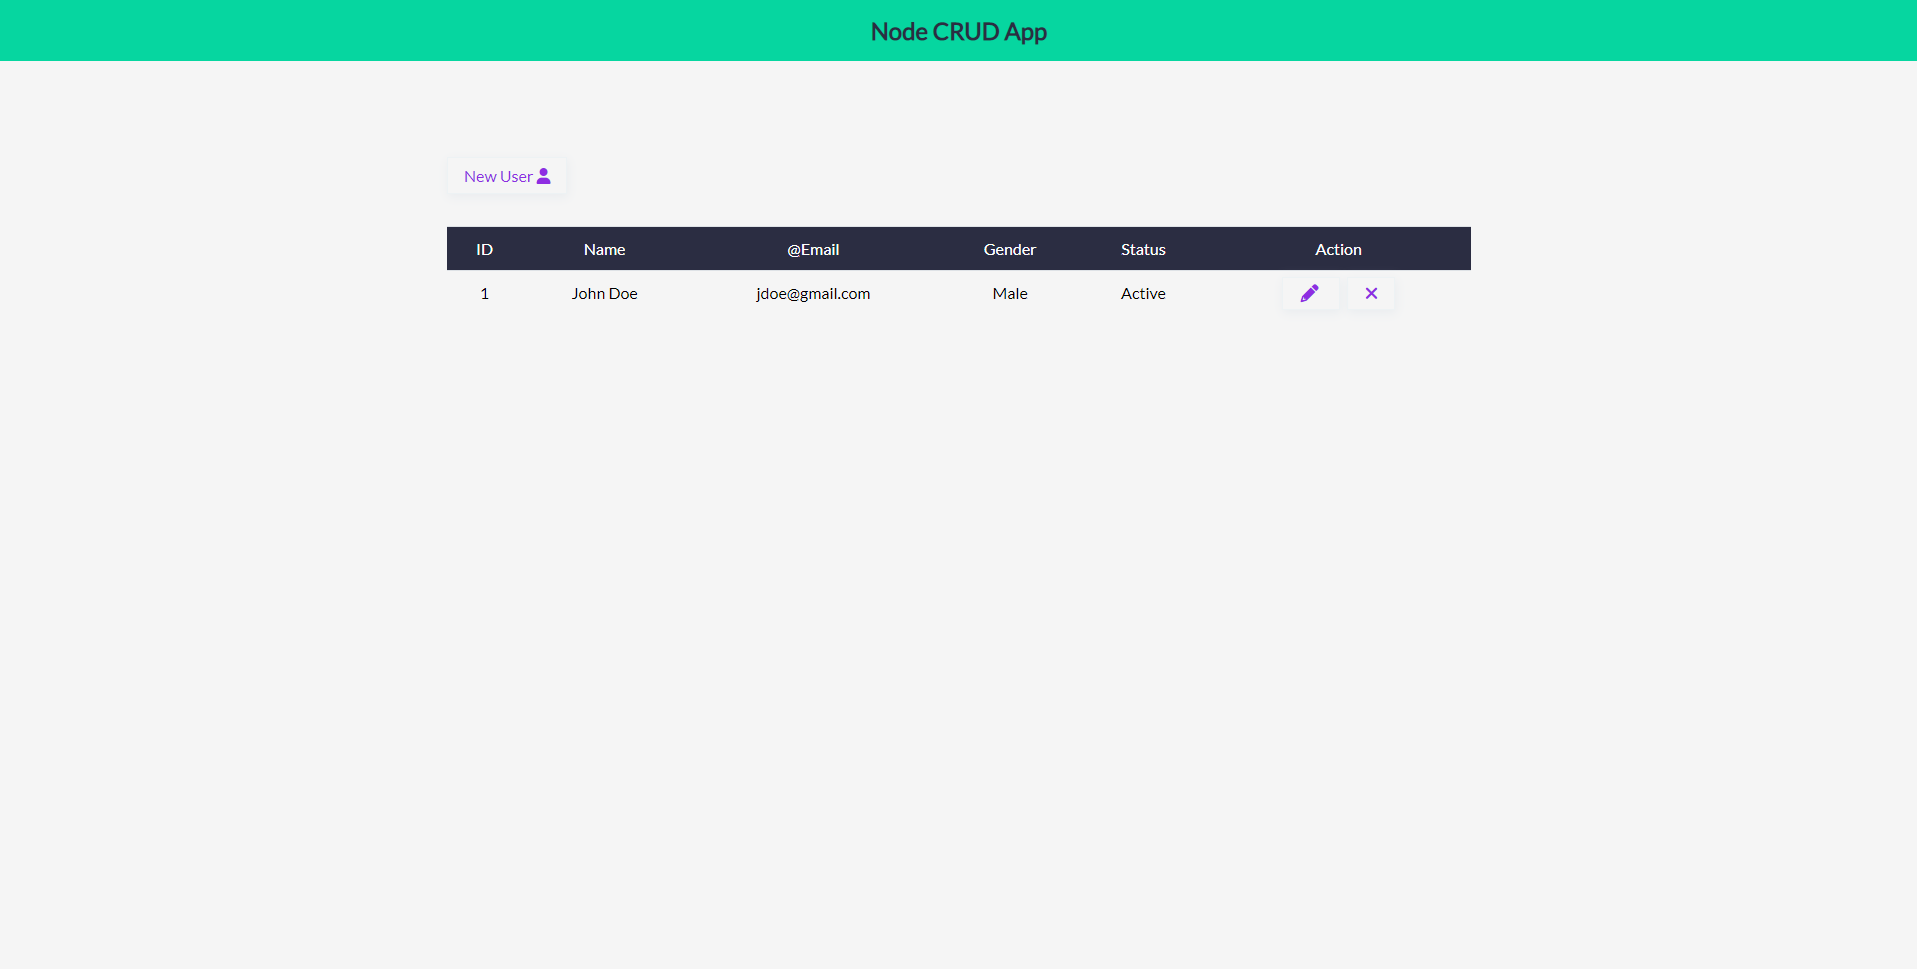 Node CRUD App
New User
ID Name @Email Gender Status Action
1 John Doe jdoe@gmail.com Male Active